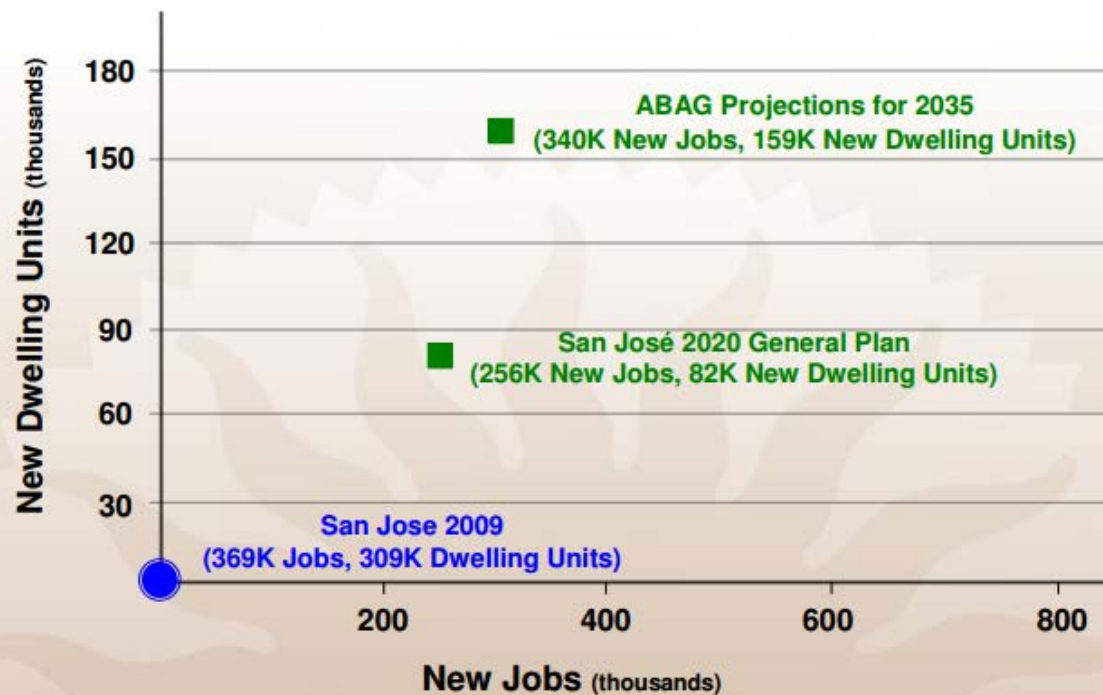 New Dwelling Units (thousands)
180
150
120
90
60
30
ABAG Projections for 2035
(340K New Jobs, 159K New Dwelling Units)
San José 2020 General Plan
(256K New Jobs, 82K New Dwelling Units)
San Jose 2009
(369K Jobs, 309K Dwelling Units)
200 400 600 800
New Jobs (thousands)